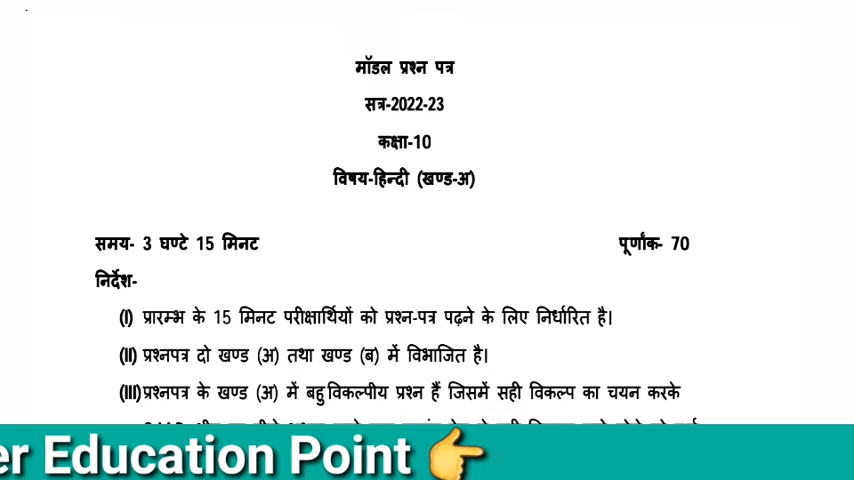 मॉडल प्रश्न पत्र
सत्र-2022-23
कक्षा-10
विषय-हिन्दी (खण्ड-अ)
समय- 3 घण्टे 15 मिनट पूर्णांक- 70
निर्देश-
(I) प्रारम्भ के 15 मिनट परीक्षार्थियों को प्रश्न-पत्र पढ़ने के लिए निर्धारित है।
(II) प्रश्नपत्र दो खण्ड (अ) तथा खण्ड (ब) में विभाजित है।
(III)प्रश्नपत्र के खण्ड (अ) में बहुविकल्पीय प्रश्न हैं जिसमें सही विकल्प का चयन करके
er Education Point